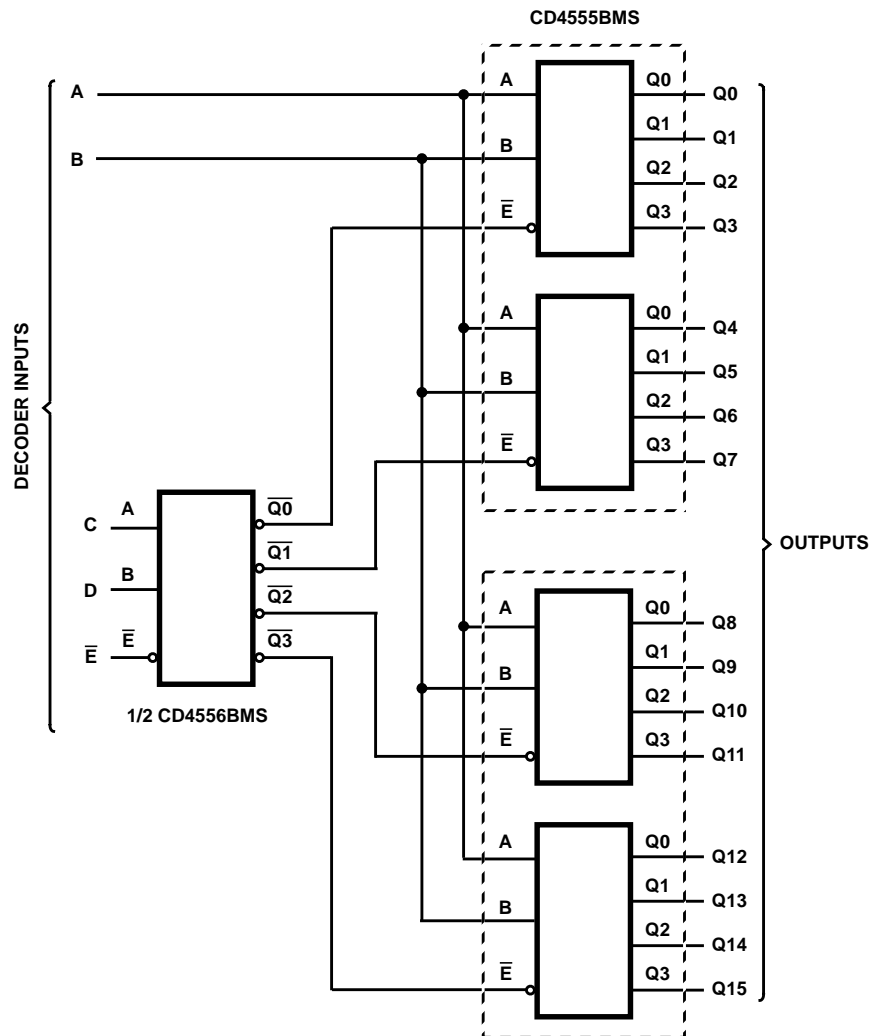 CD4555BMS
A
A
Q0
Q0
Q1
Q1
B
B
Q2
Q2
E̅
Q3
Q3
A
Q0
Q4
Q1
Q5
B
Q2
Q6
E̅
Q3
Q7
DECODER INPUTS
C
A
Q̅0̅
D
B
Q̅1̅
Q̅2̅
E̅
E̅
Q̅3̅
1/2 CD4556BMS
OUTPUTS
A
Q0
Q8
Q1
Q9
B
Q2
Q10
E̅
Q3
Q11
A
Q0
Q12
Q1
Q13
B
Q2
Q14
E̅
Q3
Q15